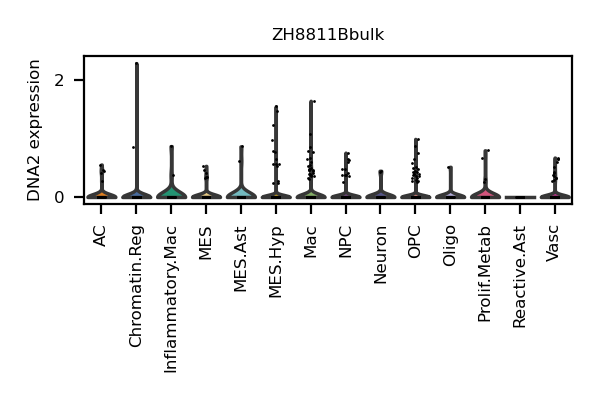 ZH8811Bbulk
DNA2 expression
2
0
AC
Chromatin.Reg
Inflammatory.Mac
MES
MES.Ast
MES.Hyp
Mac
NPC
Neuron
OPC
Oligo
Prolif.Metab
Reactive.Ast
Vasc